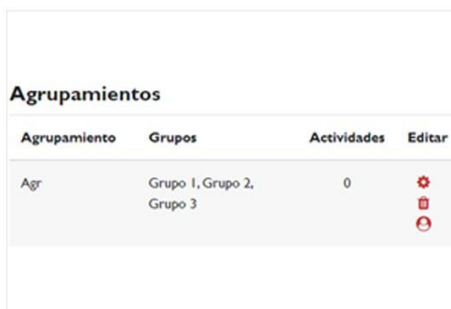 Agrupamientos
Agrupamiento Grupos Actividades Editar
Agr Grupo 1, Grupo 2, 0
Grupo 3